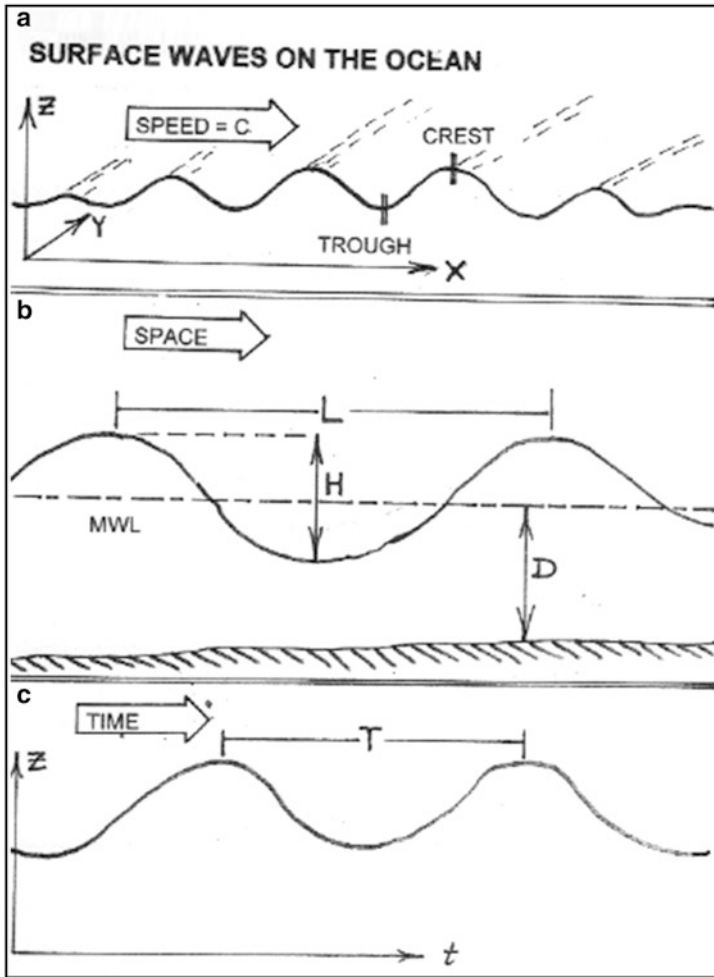 a
SURFACE WAVES ON THE OCEAN
Z
SPEED = C
CREST
Y
TROUGH
X
b
SPACE
L
H
MWL
D
c
TIME
T
Z
t